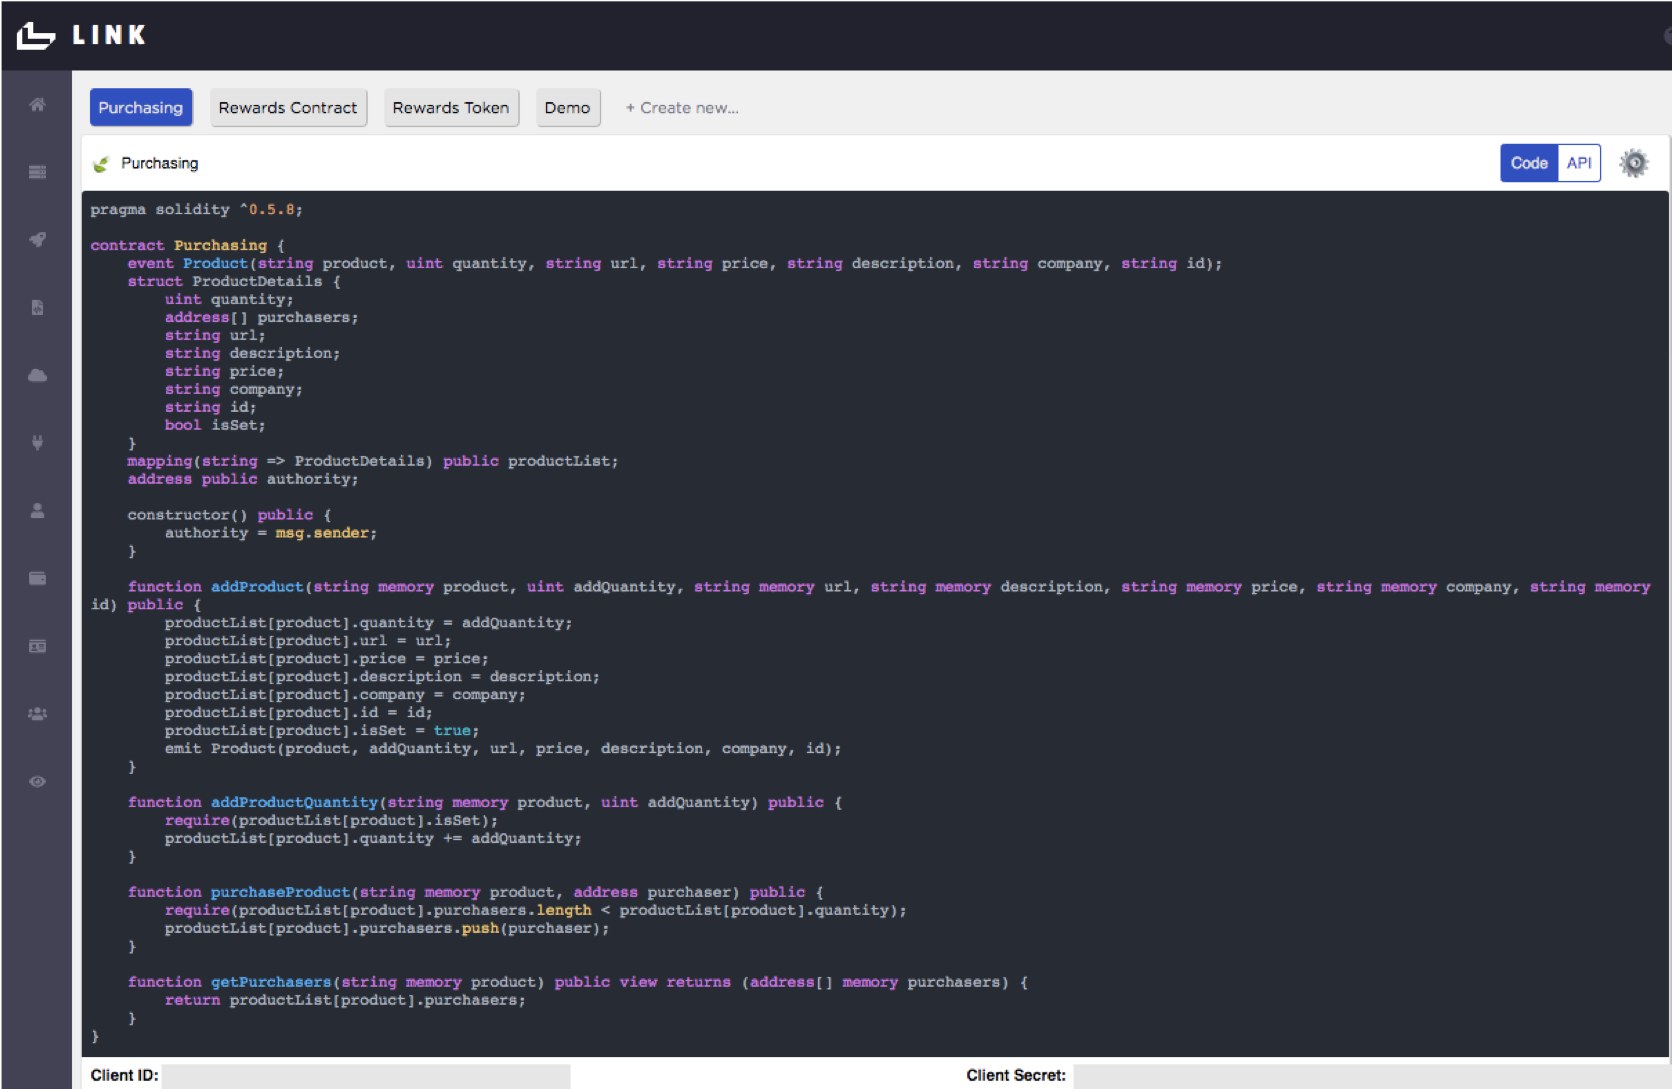 LINK
Purchasing Rewards Contract Rewards Token Demo + Create new...
Purchasing Code API
pragma solidity ^0.5.8;
contract Purchasing {
event Product(string product, uint quantity, string url, string price, string description, string company, string id);
struct ProductDetails {
uint quantity;
address[] purchasers;
string url;
string description;
string price;
string company;
string id;
bool isSet;
}
mapping(string => ProductDetails) public productList;
address public authority;
constructor() public {
authority = msg.sender;
}
function addProduct(string memory product, uint addQuantity, string memory url, string memory description, string memory price, string memory company, string memory
id) public {
productList[product].quantity = addQuantity;
productList[product].url = url;
productList[product].price = price;
productList[product].description = description;
productList[product].company = company;
productList[product].id = id;
productList[product].isSet = true;
emit Product(product, addQuantity, url, price, description, company, id);
}
function addProductQuantity(string memory product, uint addQuantity) public {
require(productList[product].isSet);
productList[product].quantity += addQuantity;
}
function purchaseProduct(string memory product, address purchaser) public {
require(productList[product].purchasers.length < productList[product].quantity);
productList[product].purchasers.push(purchaser);
}
function getPurchasers(string memory product) public view returns (address[] memory purchasers) {
return productList[product].purchasers;
}
}
Client ID: Client Secret: